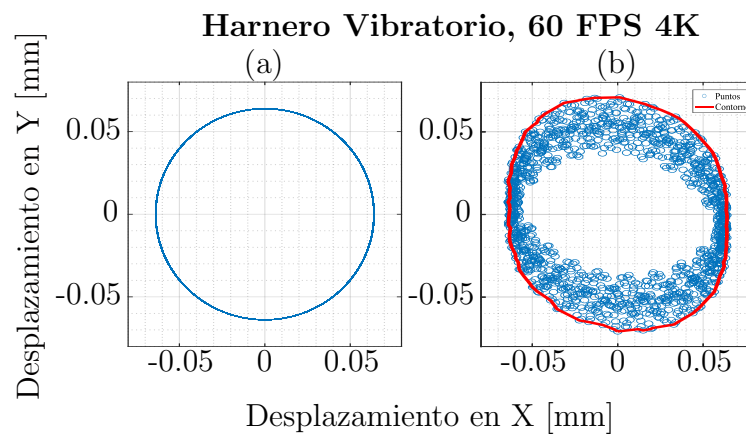 Harnero Vibratorio, 60 FPS 4K
(a)
(b)
Desplazamiento en Y [mm]
0.05
0
-0.05
-0.05
0
0.05
0.05
0
-0.05
-0.05
0
0.05
Puntos
Contorno
Desplazamiento en X [mm]